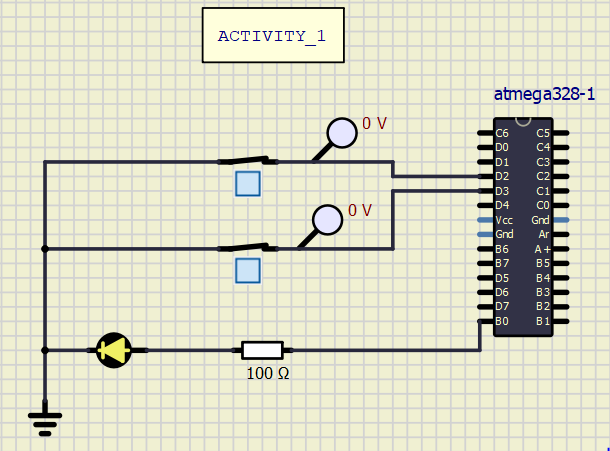 ACTIVITY_1
atmega328-1
0 V
0 V
100 Ω
C6 C5
D0 C4
D1 C3
D2 C2
D3 C1
D4 C0
Vcc Gnd
Gnd Ar
B6 A+
B7 B5
D5 B4
D6 B3
D7 B2
B0 B1